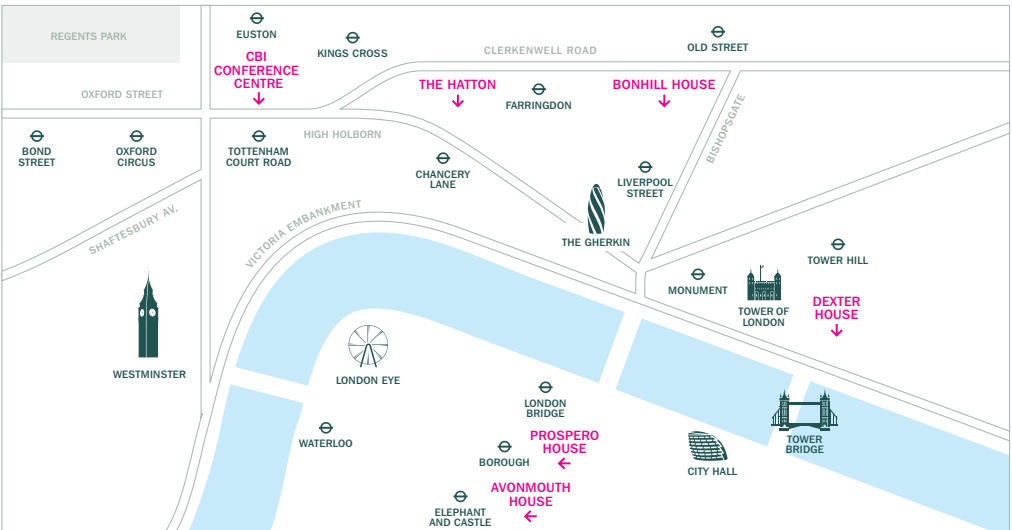 REGENTS PARK
EUSTON
KINGS CROSS
CLERKENWELL ROAD
OLD STREET
CBI
CONFERENCE
CENTRE
OXFORD STREET
THE HATTON
FARRINGDON
BONHILL HOUSE
BISHOPSGATE
BOND
STREET
OXFORD
CIRCUS
TOTTENHAM
COURT ROAD
HIGH HOLBORN
CHANCERY
LANE
LIVERPOOL
STREET
SHAFTESBURY AV.
VICTORIA EMBANKMENT
THE GHERKIN
TOWER HILL
MONUMENT
TOWER OF
LONDON
DEXTER
HOUSE
WESTMINSTER
LONDON EYE
LONDON
BRIDGE
WATERLOO
PROSPERO
HOUSE
BOROUGH
CITY HALL
TOWER
BRIDGE
AVONMOUTH
HOUSE
ELEPHANT
AND CASTLE